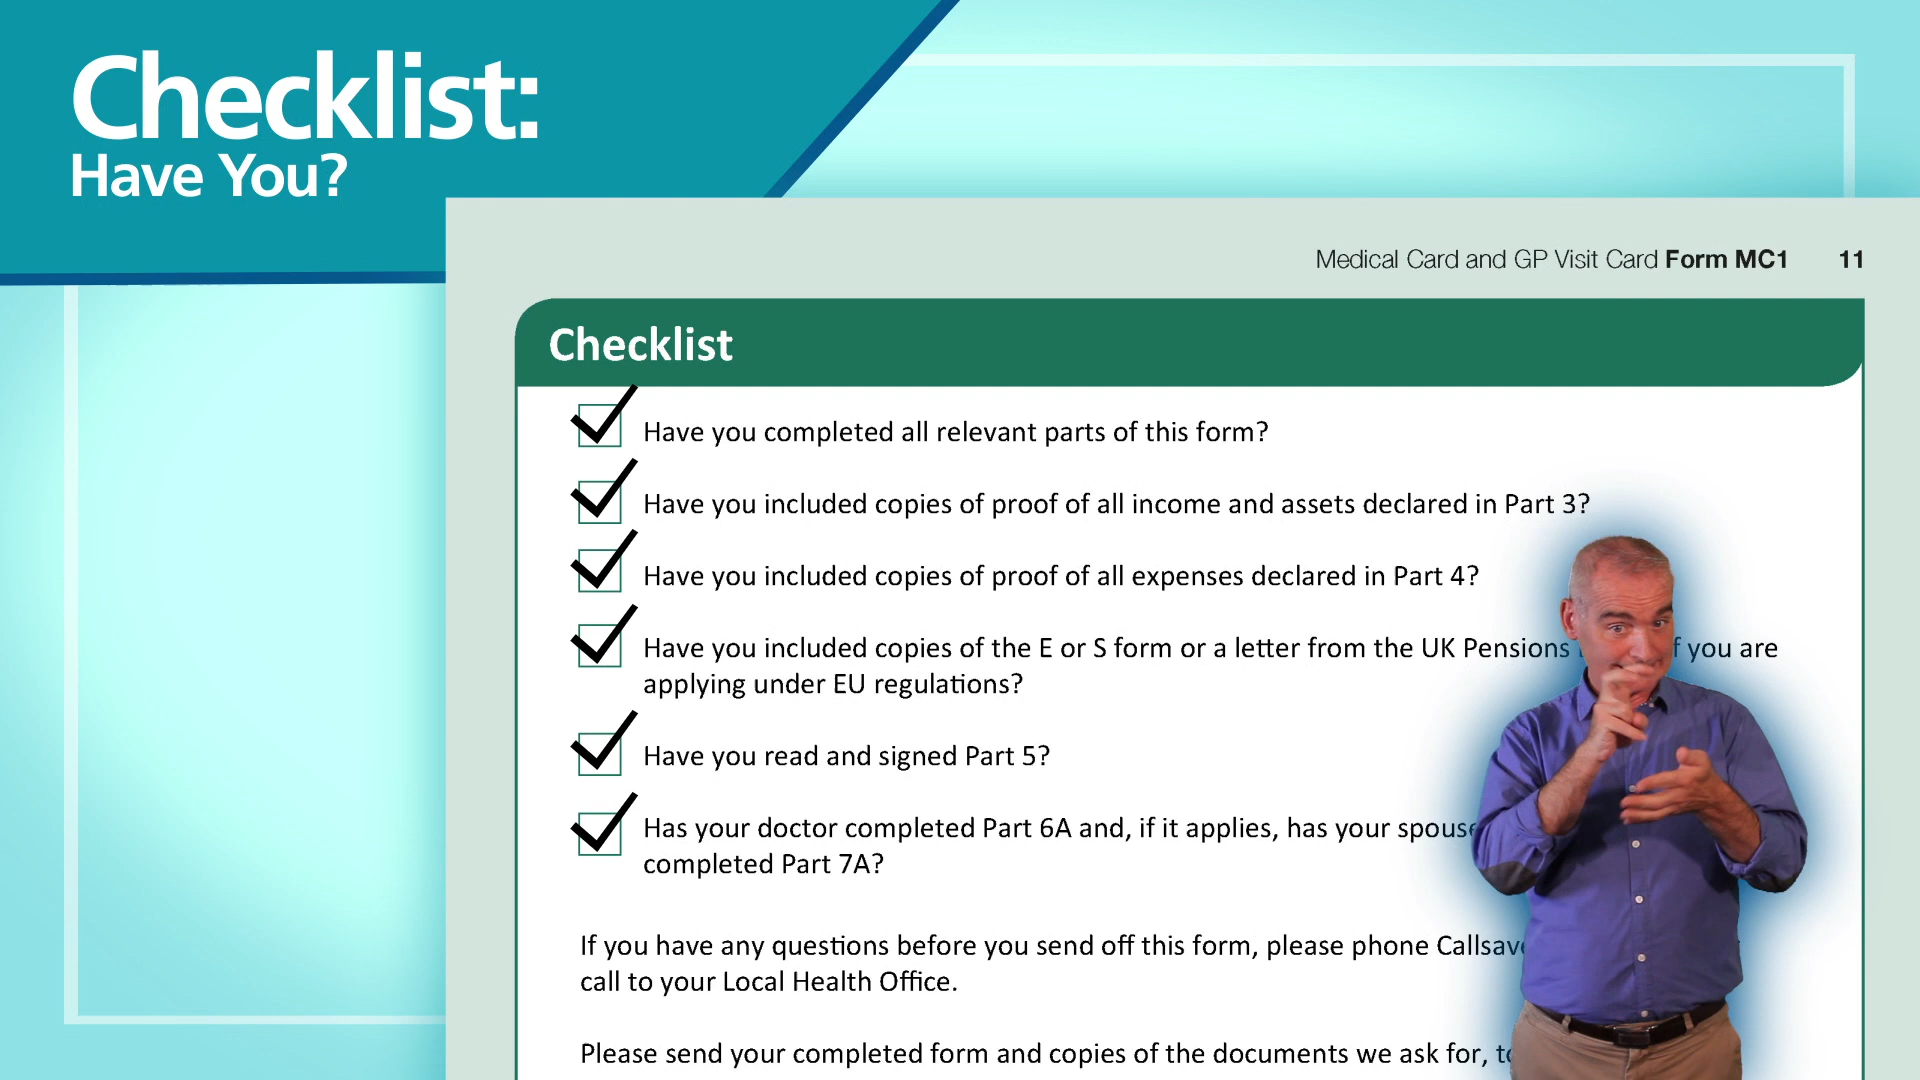 Checklist:
Have You?
Medical Card and GP Visit Card Form MC1 11
Checklist
Have you completed all relevant parts of this form?
Have you included copies of proof of all income and assets declared in Part 3?
Have you included copies of proof of all expenses declared in Part 4?
Have you included copies of the E or S form or a letter from the UK Pensions you are
applying under EU regulations?
Have you read and signed Part 5?
Has your doctor completed Part 6A and, if it applies, has your
completed Part 7A?
If you have any questions before you send off this form, please phone
call to your Local Health Office.
Please send your completed form and copies of the documents we ask for,